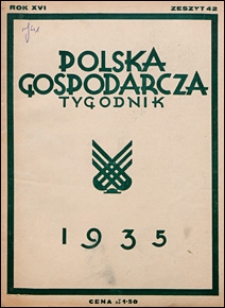 ROK XVI ZESZYT 42
POLSKA
GOSPODARCZA
TYGODNIK
1935
CENA zł 1·50